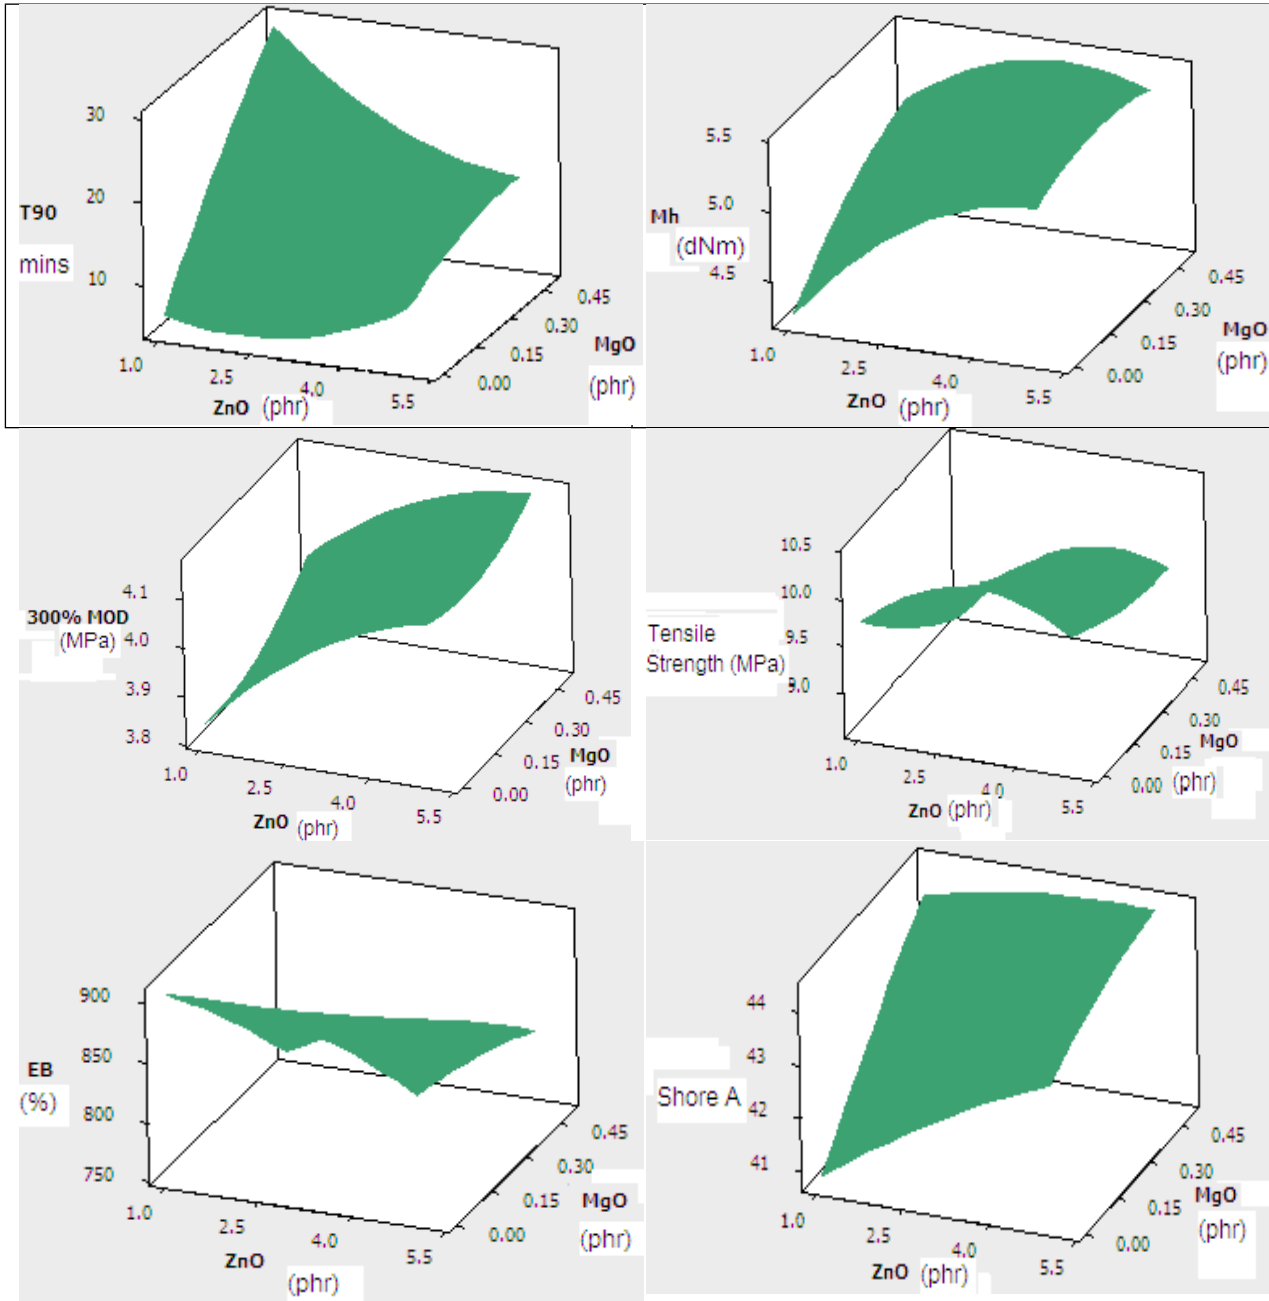 30
20
T90
mins
10
1.0
2.5
4.0
5.5
ZnO (phr)
0.00
0.15
0.30
0.45
MgO
(phr)
5.5
5.0
Mh
(dNm)
4.5
1.0
2.5
4.0
5.5
ZnO (phr)
0.00
0.15
0.30
0.45
MgO
(phr)
4.1
300% MOD
(MPa)
4.0
3.9
3.8
1.0
2.5
4.0
5.5
ZnO (phr)
0.00
0.15
0.30
0.45
MgO
(phr)
10.5
10.0
9.5
Tensile
Strength (MPa)
9.0
1.0
2.5
4.0
5.5
ZnO (phr)
0.00
0.15
0.30
0.45
MgO
(phr)
900
850
EB
(%)
800
750
1.0
2.5
4.0
5.5
ZnO
(phr)
0.00
0.15
0.30
0.45
MgO
(phr)
44
43
Shore A
42
41
1.0
2.5
4.0
5.5
ZnO (phr)
0.00
0.15
0.30
0.45
MgO
(phr)